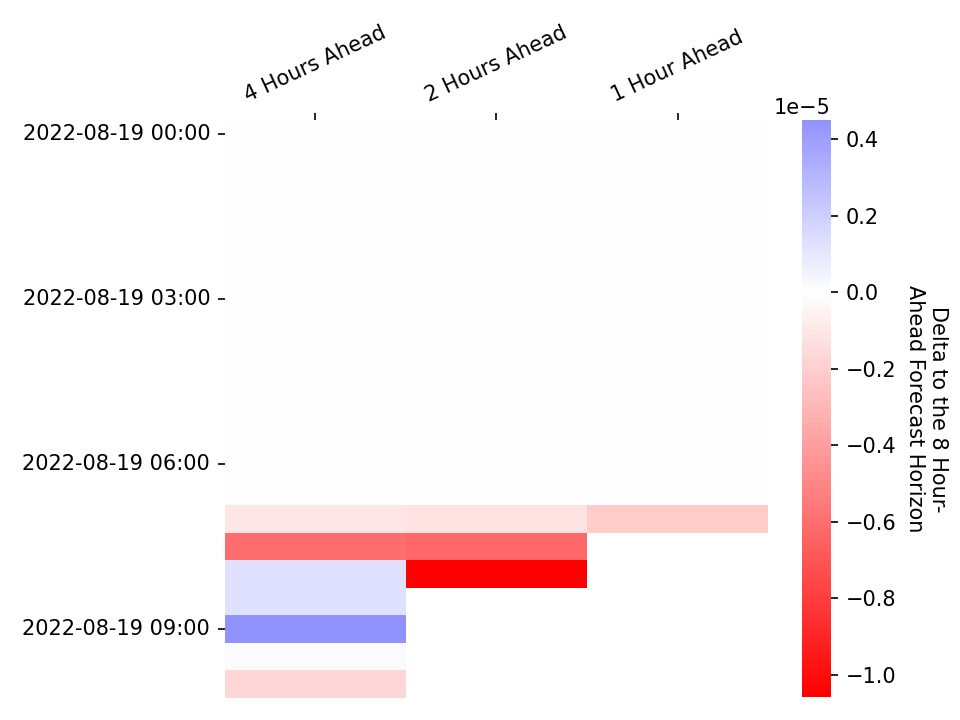 4 Hours Ahead
2 Hours Ahead
1 Hour Ahead
1e−5
2022-08-19 00:00
2022-08-19 03:00
2022-08-19 06:00
2022-08-19 09:00
0.4
0.2
0.0
−0.2
−0.4
−0.6
−0.8
−1.0
Delta to the 8 Hour-
Ahead Forecast Horizon